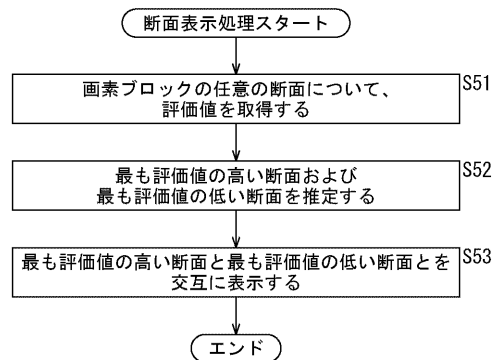 断面表示処理スタート
画素ブロックの任意の断面について、
評価値を取得する
S51
最も評価値の高い断面および
最も評価値の低い断面を推定する
S52
最も評価値の高い断面と最も評価値の低い断面とを
交互に表示する
S53
エンド